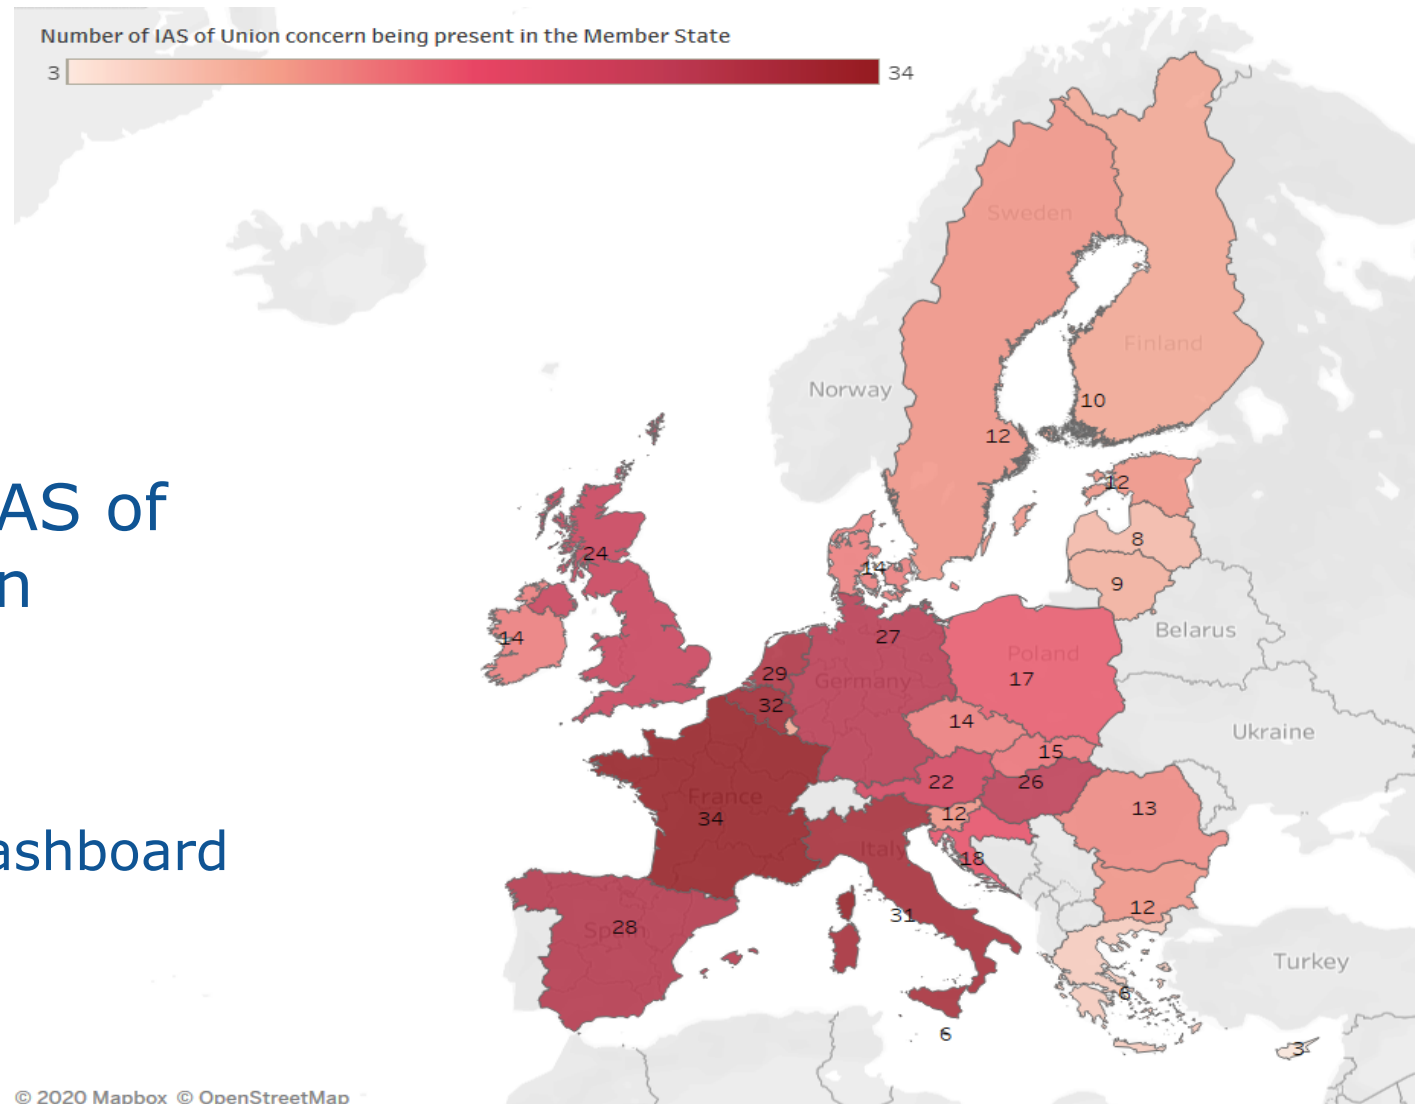 Number of IAS of Union concern being present in the Member State
3 34
Sweden
Finland
Norway
10
12
12
8
9
24
14
14
27
Belarus
Poland
17
29
Germany
32
14
Ukraine
15
22
26
France
34
12
13
Italy
18
31
12
28
Spain
Turkey
6
6
3
AS of
n
ashboard
© 2020 Mapbox © OpenStreetMap